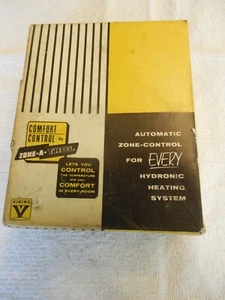 COMFORT
CONTROL by
ZONE-A-TROL
LETS YOU
CONTROL
THE TEMPERATURE
COMFORT
IN EVERY ROOM
VIKING
V
AUTOMATIC
ZONE-CONTROL
FOR EVERY
HYDRONIC
HEATING
SYSTEM